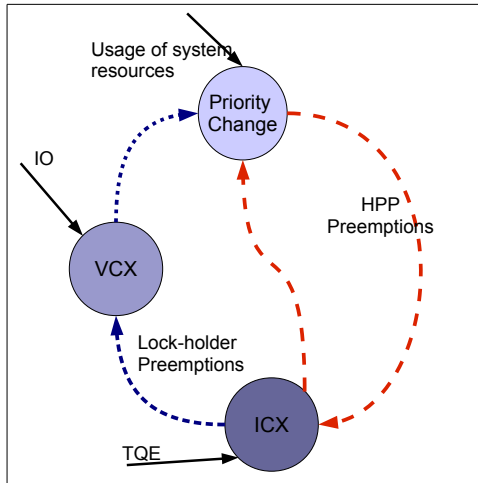 Usage of system
resources
Priority
Change
IO
HPP
Preemptions
VCX
Lock-holder
Preemptions
ICX
TQE